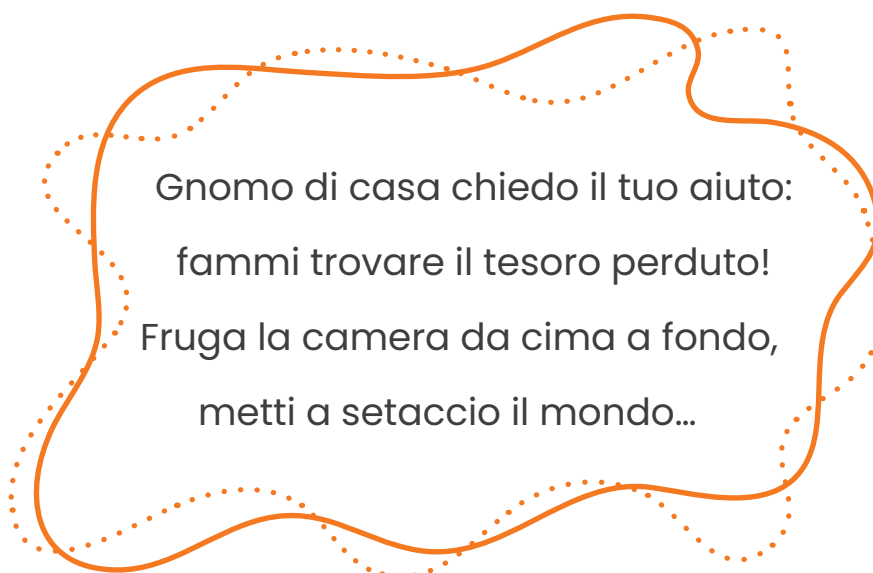 Gnomo di casa chiedo il tuo aiuto:
fammi trovare il tesoro perduto!
Fruga la camera da cima a fondo,
metti a setaccio il mondo…